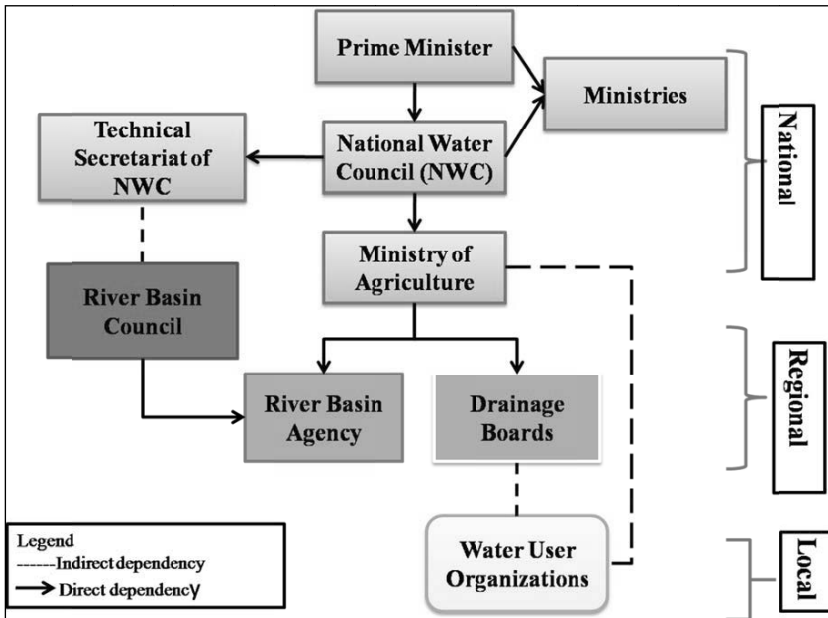 Prime Minister
Ministries
Technical
Secretariat of
NWC
National Water
Council (NWC)
National
Ministry of
Agriculture
River Basin
Council
Regional
River Basin
Agency
Drainage
Boards
Water User
Organizations
Local
Legend
------Indirect dependency
Direct dependency